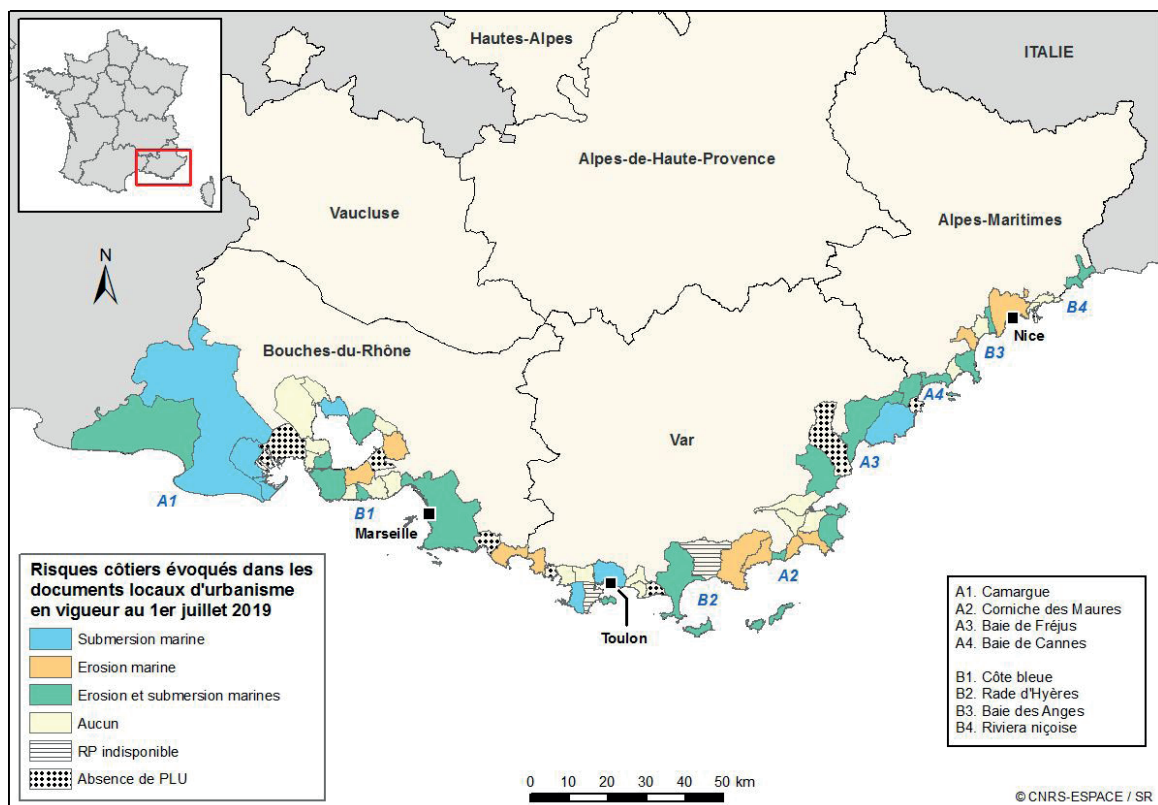 Hautes-Alpes
ITALIE
Alpes-de-Haute-Provence
Vaucluse
Alpes-Maritimes
N
B4
Nice
B3
Bouches-du-Rhône
A4
Var
A3
A1
B1
Marseille
A2
B2
Toulon
Risques côtiers évoqués dans les
documents locaux d'urbanisme
en vigueur au 1er juillet 2019
Submersion marine
Erosion marine
Erosion et submersion marines
Aucun
RP indisponible
Absence de PLU
A1. Camargue
A2. Corniche des Maures
A3. Baie de Fréjus
A4. Baie de Cannes
B1. Côte bleue
B2. Rade d'Hyères
B3. Baie des Anges
B4. Riviera niçoise
0 10 20 30 40 50 km
© CNRS-ESPACE / SR